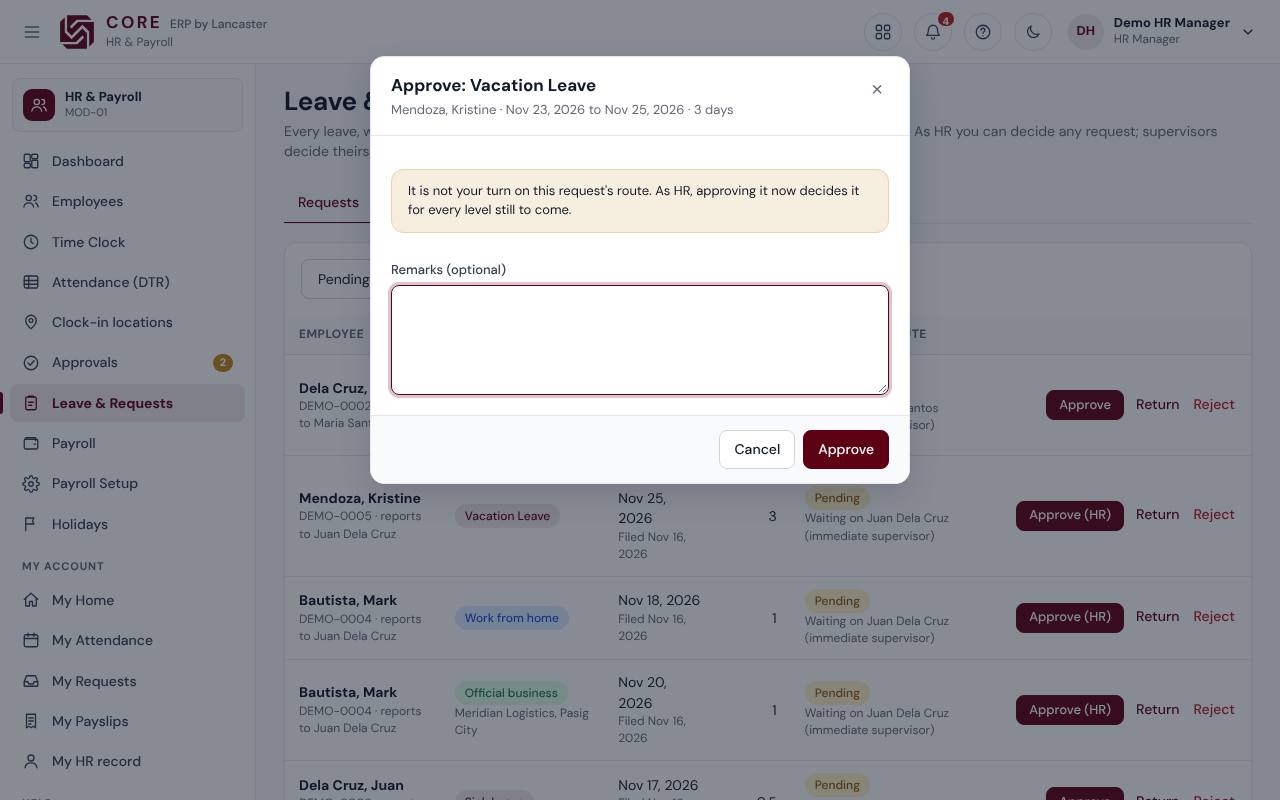 CORE ERP by Lancaster
HR & Payroll
4
DH
Demo HR Manager
HR Manager
HR & Payroll
MOD-01
Dashboard
Employees
Time Clock
Attendance (DTR)
Clock-in locations
Approvals 2
Leave & Requests
Payroll
Payroll Setup
Holidays
MY ACCOUNT
My Home
My Attendance
My Requests
My Payslips
My HR record
Leave &
Every leave, As HR you can decide any request; supervisors
decide theirs
Requests
Pending
EMPLOYEE
Approve: Vacation Leave
Mendoza, Kristine · Nov 23, 2026 to Nov 25, 2026 · 3 days
×
It is not your turn on this request's route. As HR, approving it now decides it
for every level still to come.
Remarks (optional)
Cancel Approve
Dela Cruz,
DEMO-0002
to Maria
Approve Return Reject
Mendoza, Kristine
DEMO-0005 · reports
to Juan Dela Cruz
Vacation Leave
Nov 25,
2026
Filed Nov 16,
2026
3
Pending
Waiting on Juan Dela Cruz
(immediate supervisor)
Approve (HR) Return Reject
Bautista, Mark
DEMO-0004 · reports
to Juan Dela Cruz
Work from home
Nov 18, 2026
Filed Nov 16,
2026
1
Pending
Waiting on Juan Dela Cruz
(immediate supervisor)
Approve (HR) Return Reject
Bautista, Mark
DEMO-0004 · reports
to Juan Dela Cruz
Official business
Meridian Logistics, Pasig
City
Nov 20,
2026
Filed Nov 16,
2026
1
Pending
Waiting on Juan Dela Cruz
(immediate supervisor)
Approve (HR) Return Reject
Dela Cruz, Juan
Nov 17, 2026
Pending